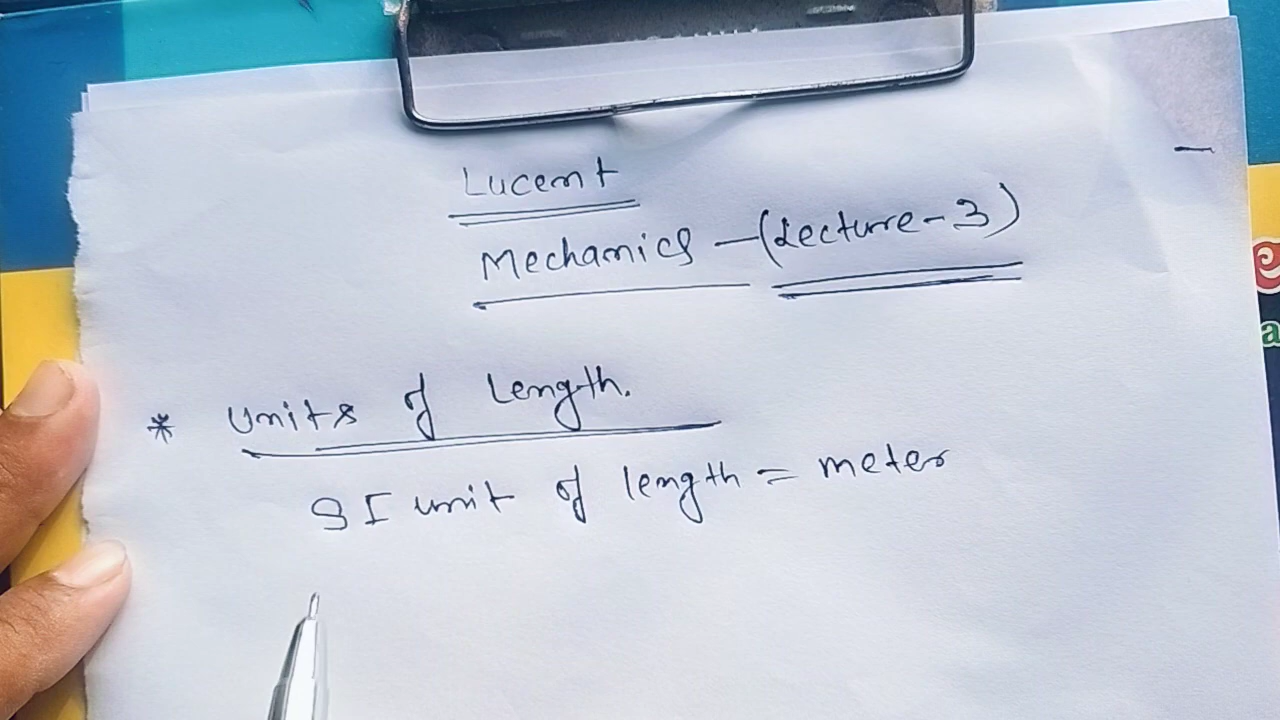 Lucent
Mechanics - (Lecture - 3)
* Units of Length.
SI unit of length = meter
e
a